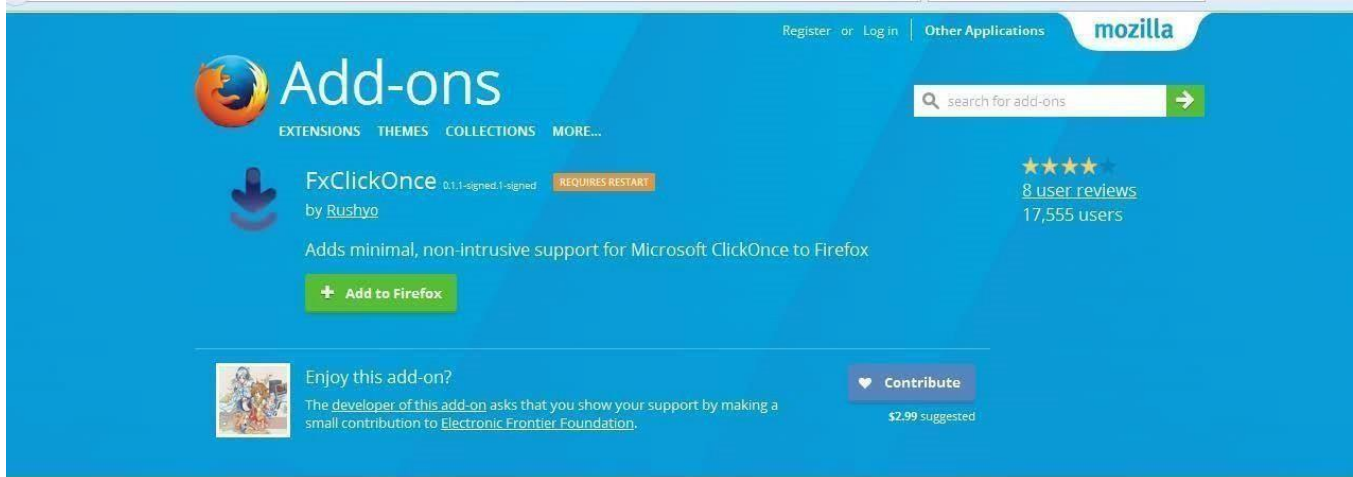 Register or Log in Other Applications mozilla
Add-ons
search for add-ons
EXTENSIONS THEMES COLLECTIONS MORE...
FxClickOnce 0.1.1-signed.1-signed REQUIRES RESTART
by Rushyo
8 user reviews
17,555 users
Adds minimal, non-intrusive support for Microsoft ClickOnce to Firefox
Add to Firefox
Enjoy this add-on?
The developer of this add-on asks that you show your support by making a
small contribution to Electronic Frontier Foundation.
Contribute
$2.99 suggested